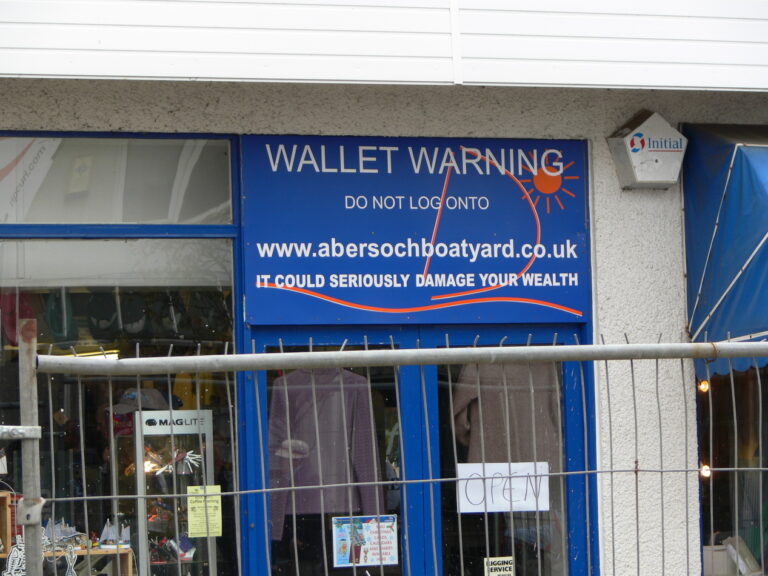 WALLET WARNING
DO NOT LOG ONTO
www.abersochboatyard.co.uk
IT COULD SERIOUSLY DAMAGE YOUR WEALTH
Initial
MAGLITE
OPEN
RIGGING
SERVICE